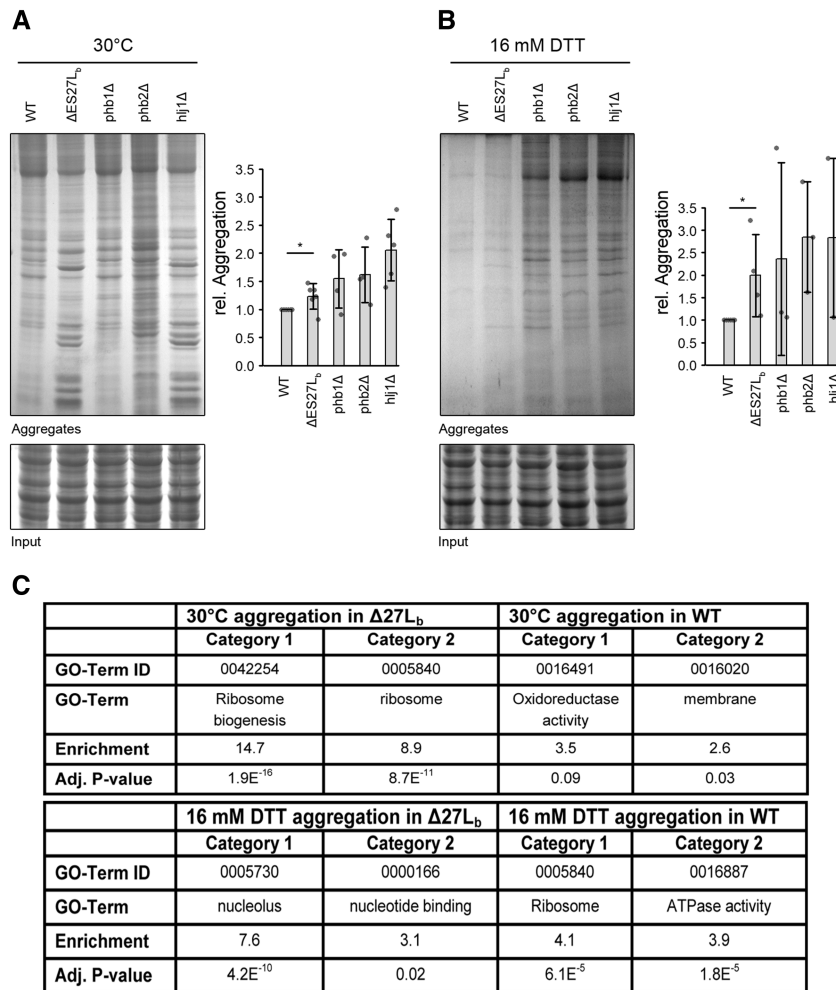 A
30°C
WT
ΔES27Lb
phb1Δ
phb2Δ
hlj1Δ
Aggregates
Input
rel. Aggregation
3.5
3.0
2.5
2.0
1.5
1.0
0.5
0.0
*
WT
ΔES27Lb
phb1Δ
phb2Δ
hlj1Δ
B
16 mM DTT
WT
ΔES27Lb
phb1Δ
phb2Δ
hlj1Δ
Aggregates
Input
rel. Aggregation
3.5
3.0
2.5
2.0
1.5
1.0
0.5
0.0
*
WT
ΔES27Lb
phb1Δ
phb2Δ
hlj1Δ
C
30°C aggregation in Δ27Lb 30°C aggregation in WT
Category 1 Category 2 Category 1 Category 2
GO-Term ID 0042254 0005840 0016491 0016020
GO-Term Ribosome ribosome Oxidoreductase membrane
biogenesis activity
Enrichment 14.7 8.9 3.5 2.6
Adj. P-value 1.9E-16 8.7E-11 0.09 0.03
16 mM DTT aggregation in Δ27Lb 16 mM DTT aggregation in WT
Category 1 Category 2 Category 1 Category 2
GO-Term ID 0005730 0000166 0005840 0016887
GO-Term nucleolus nucleotide binding Ribosome ATPase activity
Enrichment 7.6 3.1 4.1 3.9
Adj. P-value 4.2E-10 0.02 6.1E-5 1.8E-5